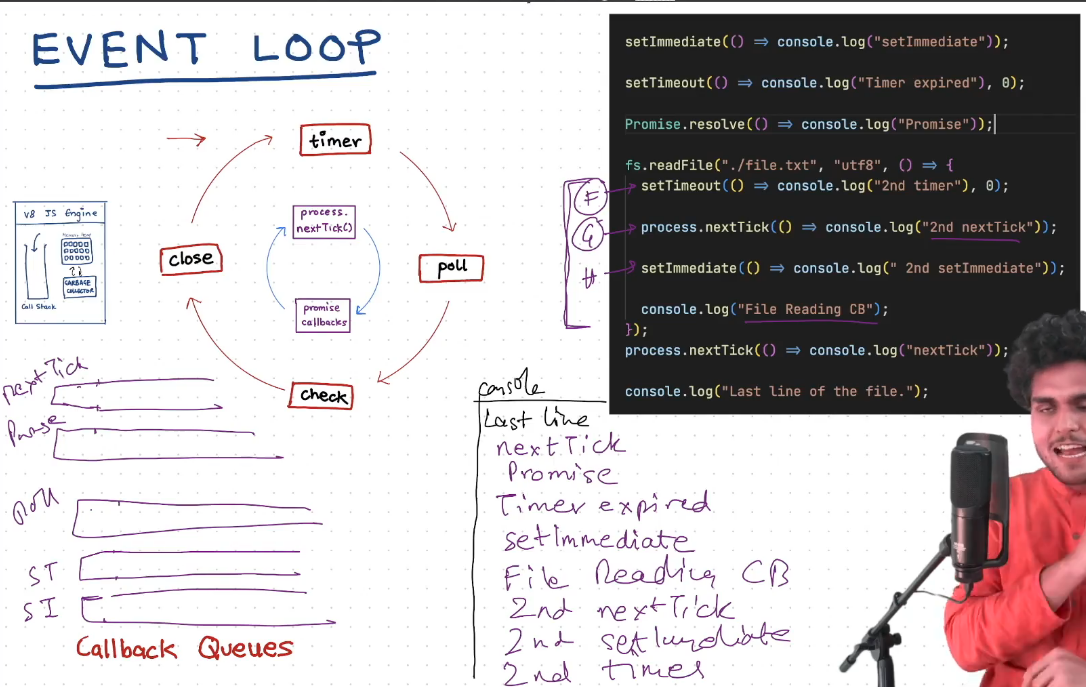 EVENT LOOP
timer
process.
nextTick()
close
poll
promise
callbacks
check
V8 JS Engine
Memory Heap
GARBAGE
COLLECTOR
Call Stack
nextTick
Poll
ST
SI
Callback Queues
setImmediate(() => console.log("setImmediate"));
setTimeout(() => console.log("Timer expired"), 0);
Promise.resolve(() => console.log("Promise"));
fs.readFile("./file.txt", "utf8", () => {
setTimeout(() => console.log("2nd timer"), 0);
process.nextTick(() => console.log("2nd nextTick"));
setImmediate(() => console.log(" 2nd setImmediate"));
console.log("File Reading CB");
});
process.nextTick(() => console.log("nextTick"));
console.log("Last line of the file.");
F
G
H
console
Last line
nextTick
Promise
Timer expired
setImmediate
File Reading CB
2nd nextTick
2nd
2nd